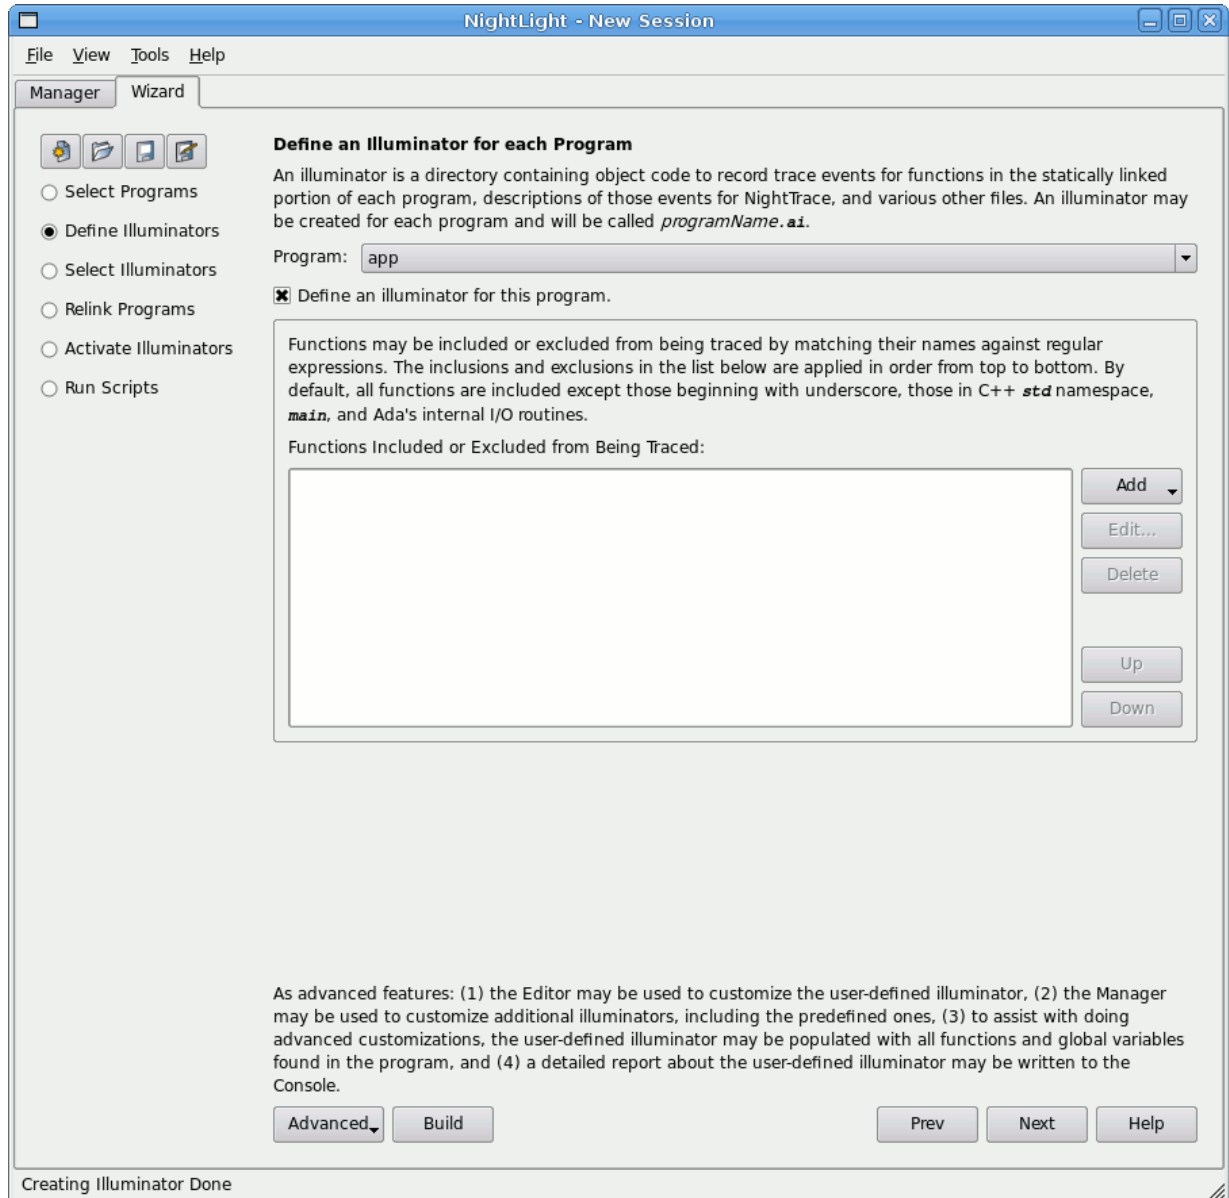 NightLight - New Session
File View Tools Help
Manager Wizard
Select Programs
Define Illuminators
Select Illuminators
Relink Programs
Activate Illuminators
Run Scripts
Define an Illuminator for each Program
An illuminator is a directory containing object code to record trace events for functions in the statically linked
portion of each program, descriptions of those events for NightTrace, and various other files. An illuminator may
be created for each program and will be called programName.ai.
Program: app
Define an illuminator for this program.
Functions may be included or excluded from being traced by matching their names against regular
expressions. The inclusions and exclusions in the list below are applied in order from top to bottom. By
default, all functions are included except those beginning with underscore, those in C++ std namespace,
main, and Ada's internal I/O routines.
Functions Included or Excluded from Being Traced:
Add
Edit...
Delete
Up
Down
As advanced features: (1) the Editor may be used to customize the user-defined illuminator, (2) the Manager
may be used to customize additional illuminators, including the predefined ones, (3) to assist with doing
advanced customizations, the user-defined illuminator may be populated with all functions and global variables
found in the program, and (4) a detailed report about the user-defined illuminator may be written to the
Console.
Advanced Build Prev Next Help
Creating Illuminator Done